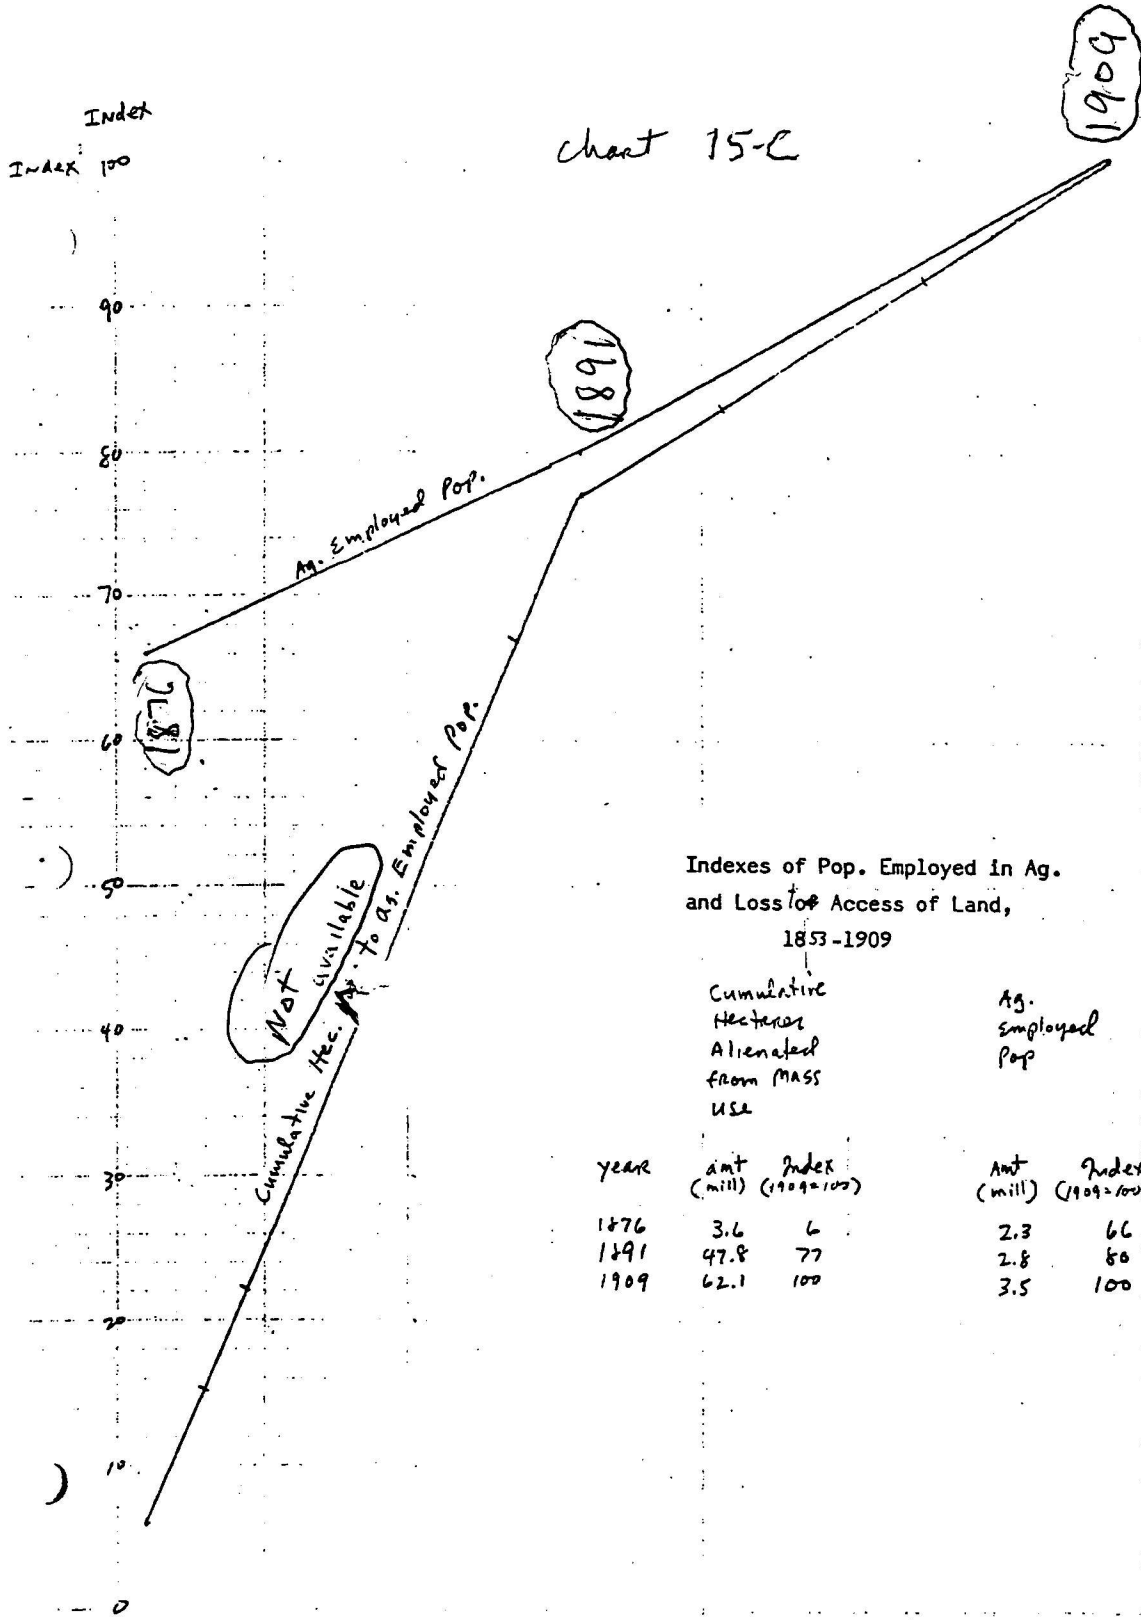 Index
Index 100
Chart 15-C
1909
90
1891
80
Ag. Employed Pop.
70
1876
60
50
Not available
Cumulative Hec. to ag. Employed Pop.
40
30
20
10
0
Indexes of Pop. Employed in Ag.
and Loss to Access of Land,
1853-1909
Cumulative Hecteres Alienated from MASS use
Ag. employed Pop
year amt (mill) Index (1909=100) Amt (mill) Index (1909=100
1876 3.6 6 2.3 66
1891 47.8 77 2.8 80
1909 62.1 100 3.5 100